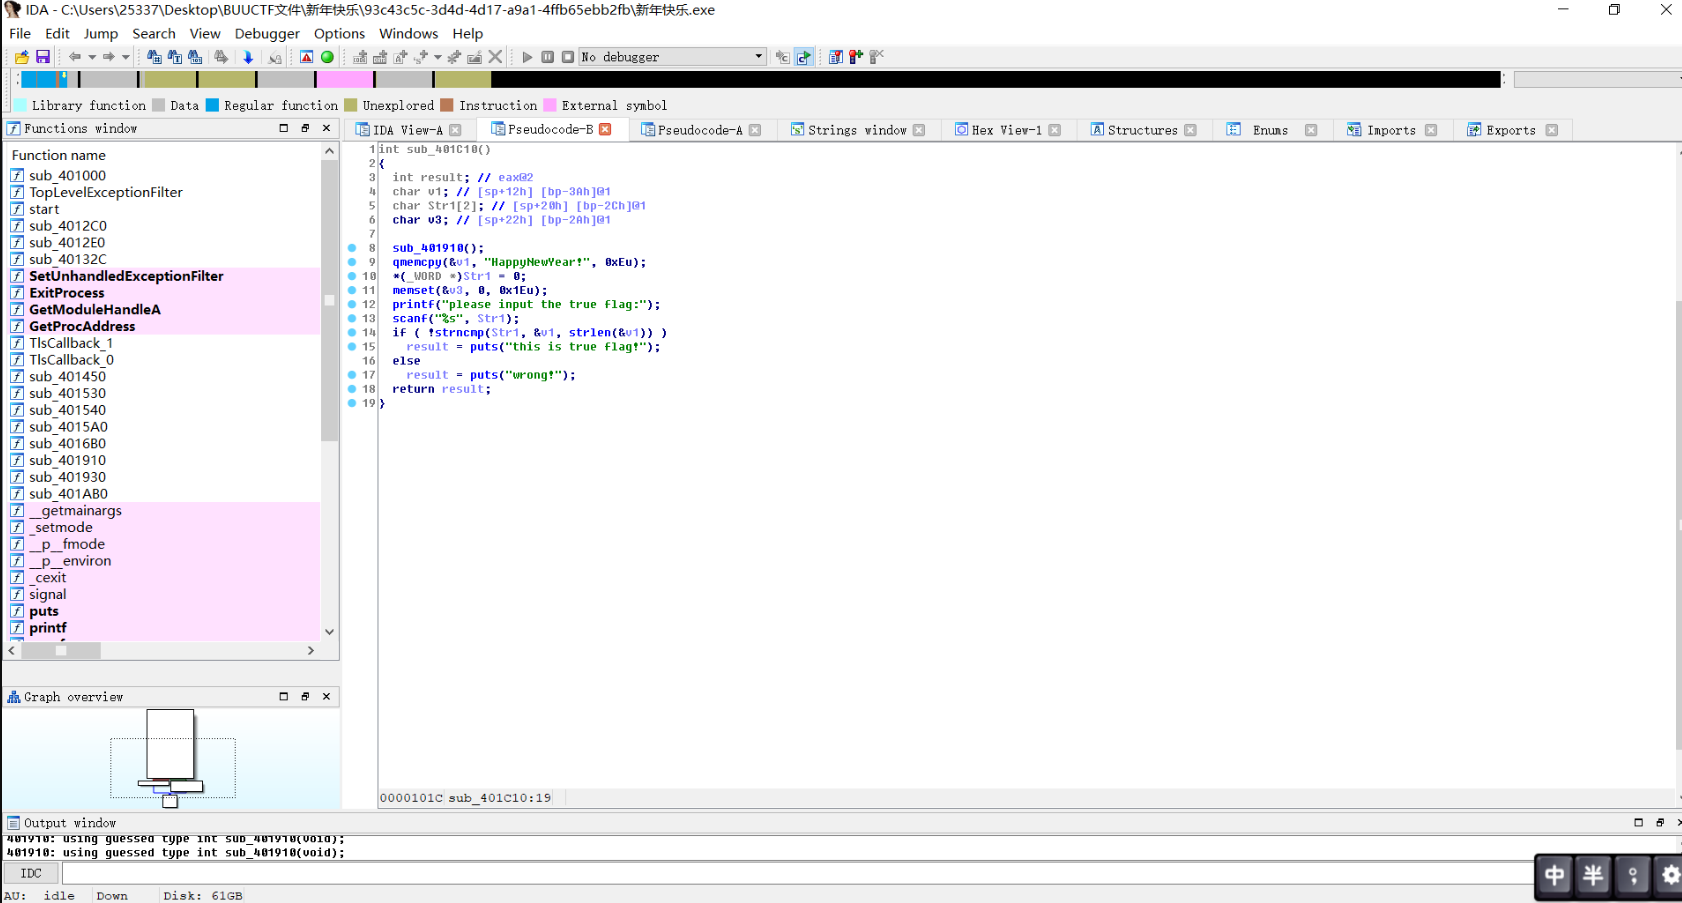 IDA - C:\Users\25337\Desktop\BUUCTF文件\新年快乐\93c43c5c-3d4d-4d17-a9a1-4ffb65ebb2fb\新年快乐.exe
File Edit Jump Search View Debugger Options Windows Help
No debugger
Library function Data Regular function Unexplored Instruction External symbol
Functions window
IDA View-A Pseudocode-B Pseudocode-A Strings window Hex View-1 Structures Enums Imports Exports
Function name
sub_401000
TopLevelExceptionFilter
start
sub_4012C0
sub_4012E0
sub_40132C
SetUnhandledExceptionFilter
ExitProcess
GetModuleHandleA
GetProcAddress
TlsCallback_1
TlsCallback_0
sub_401450
sub_401530
sub_401540
sub_4015A0
sub_4016B0
sub_401910
sub_401930
sub_401AB0
__getmainargs
_setmode
__p__fmode
__p__environ
_cexit
signal
puts
printf
1 int sub_401C10()
2 {
3 int result; // eax@2
4 char v1; // [sp+12h] [bp-3Ah]@1
5 char Str1[2]; // [sp+20h] [bp-2Ch]@1
6 char v3; // [sp+22h] [bp-2Ah]@1
7
8 sub_401910();
9 qmemcpy(&v1, "HappyNewYear!", 0xEu);
10 *(_WORD *)Str1 = 0;
11 memset(&v3, 0, 0x1Eu);
12 printf("please input the true flag:");
13 scanf("%s", Str1);
14 if ( !strncmp(Str1, &v1, strlen(&v1)) )
15 result = puts("this is true flag!");
16 else
17 result = puts("wrong!");
18 return result;
19 }
0000101C sub_401C10:19
Graph overview
Output window
401910: using guessed type int sub_401910(void);
401910: using guessed type int sub_401910(void);
IDC
AU: idle Down Disk: 61GB
中 半 ;